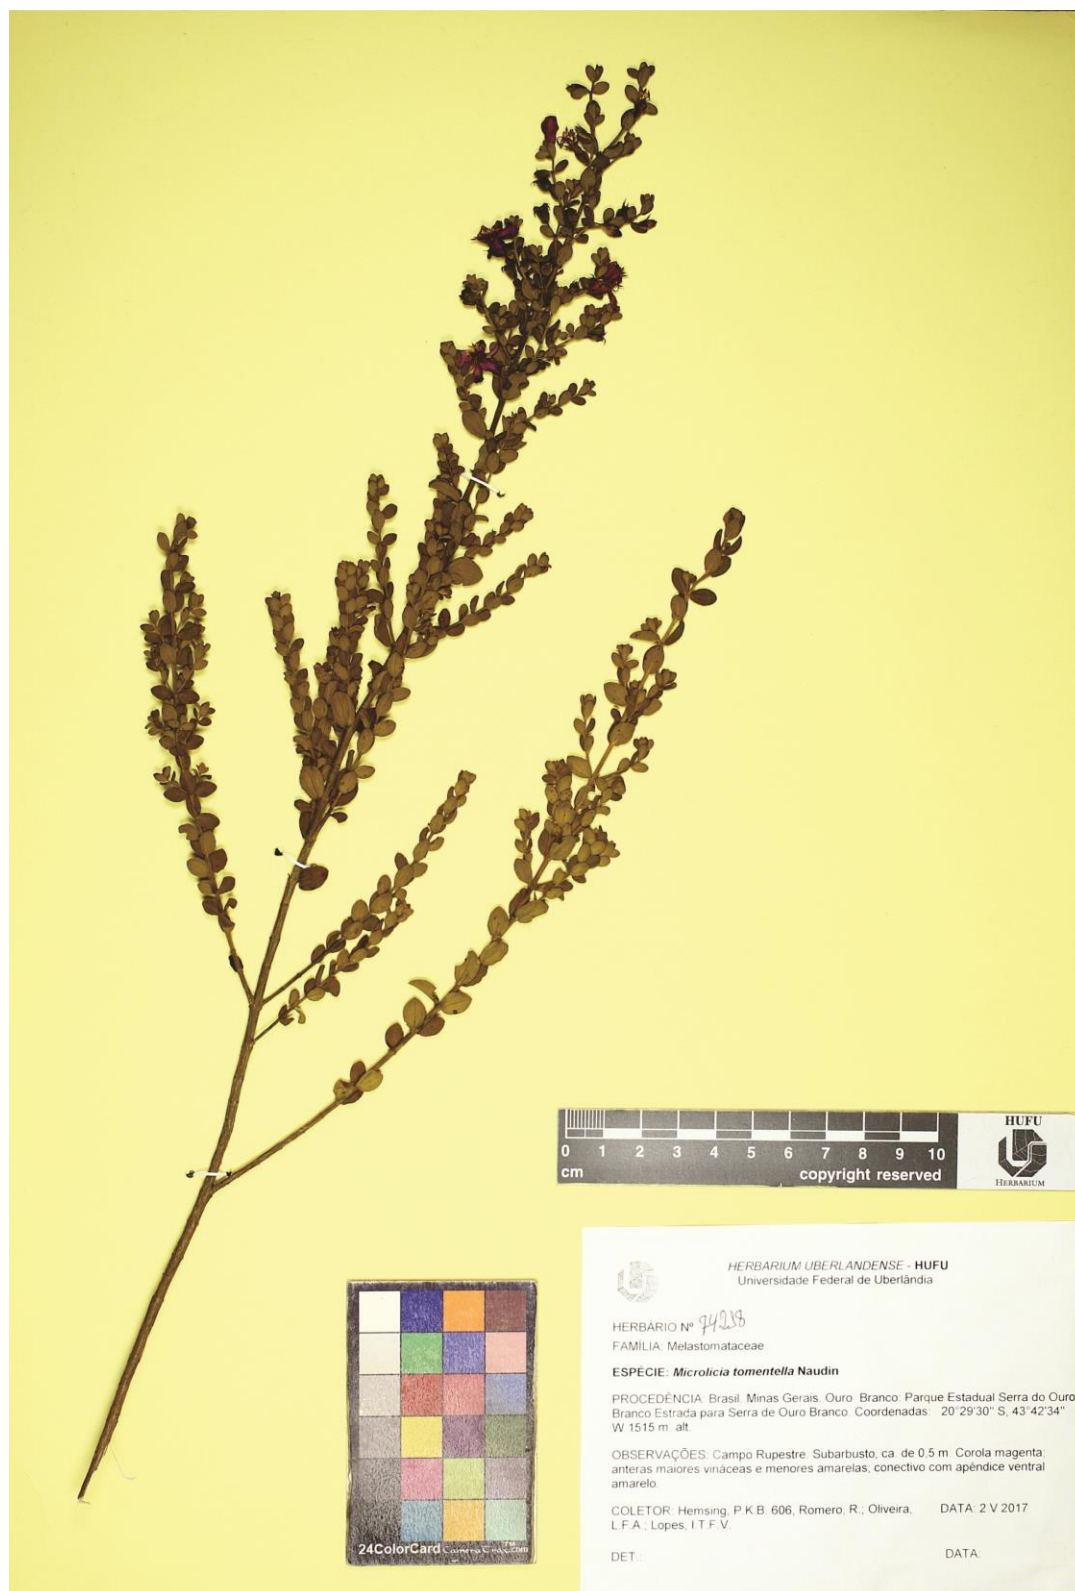 HUFU
HERBARIUM
0 1 2 3 4 5 6 7 8 9 10
cm copyright reserved
HERBARIUM UBERLANDENSE - HUFU
Universidade Federal de Uberlândia
HERBÁRIO Nº 74238
FAMÍLIA: Melastomataceae
ESPÉCIE: Microlicia tomentella Naudin
PROCEDÊNCIA: Brasil. Minas Gerais. Ouro Branco: Parque Estadual Serra do Ouro
Branco Estrada para Serra de Ouro Branco. Coordenadas: 20°29'30" S, 43°42'34"
W 1515 m. alt.
OBSERVAÇÕES: Campo Rupestre. Subarbusto, ca. de 0,5 m. Corola magenta;
anteras maiores vináceas e menores amarelas; conectivo com apêndice ventral
amarelo.
COLETOR: Hemsing, P.K.B. 606, Romero, R.; Oliveira, DATA: 2 V 2017
L.F.A.; Lopes, I.T.F.V.
DET.: DATA:
24ColorCard